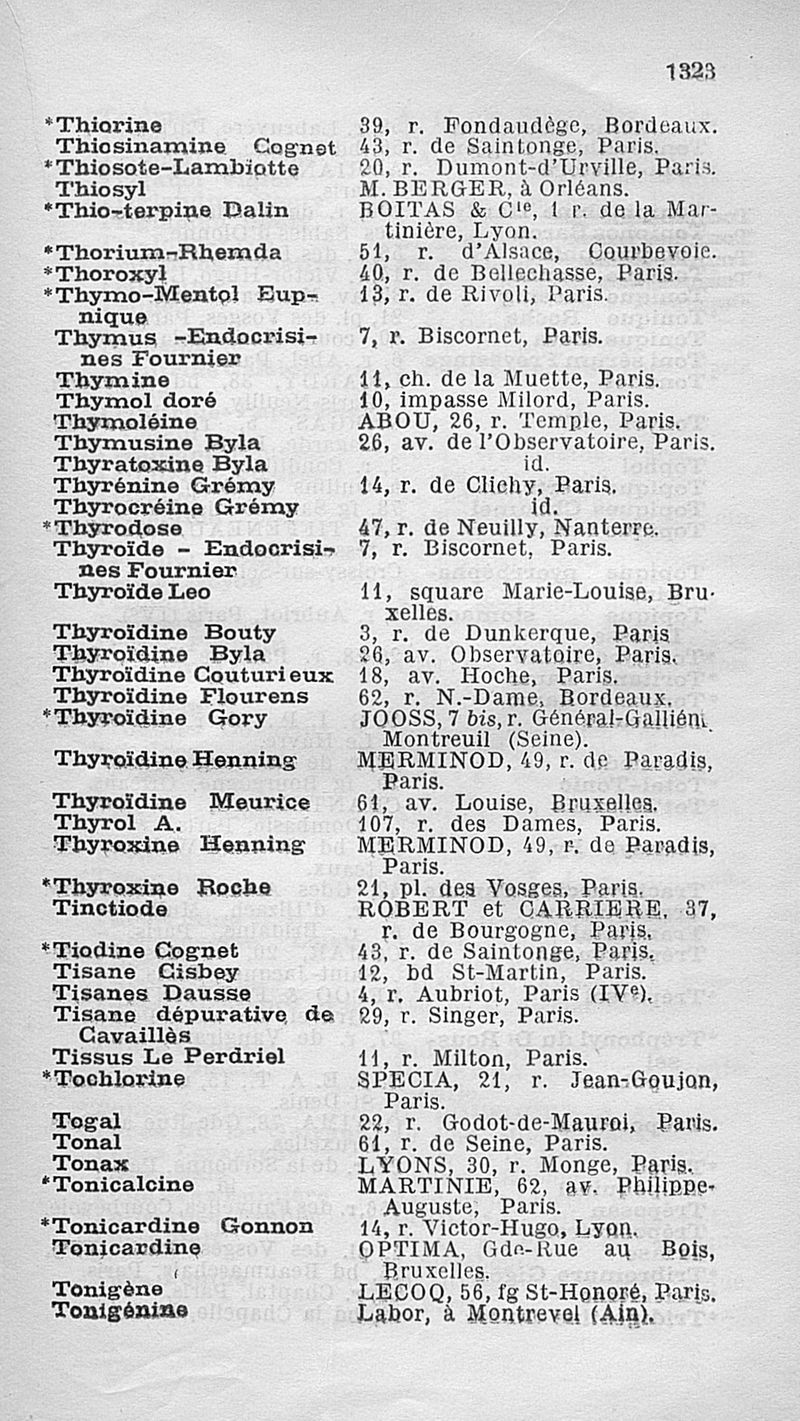 1323
*Thiorine 39, r. Fondaudège, Bordeaux.
Thiosinamine Cognet 43, r. de Saintonge, Paris.
*Thiosote-Lambiotte 20, r. Dumont-d'Urville, Paris.
Thiosyl M. BERGER, à Orléans.
*Thio-terpine Dalin BOITAS & Cie, 1 r. de la Mar-
tinière, Lyon.
*Thorium-Rhemda 51, r. d'Alsace, Courbevoie.
*Thoroxyl 40, r. de Bellechasse, Paris.
*Thymo-Mentol Eup- 13, r. de Rivoli, Paris.
nique
Thymus -Endocrisi- 7, r. Biscornet, Paris.
nes Fournier
Thymine 11, ch. de la Muette, Paris.
Thymol doré 10, impasse Milord, Paris.
Thymoléine ABOU, 26, r. Temple, Paris.
Thymusine Byla 26, av. de l'Observatoire, Paris.
Thyratoxine Byla id.
Thyrénine Grémy 14, r. de Clichy, Paris.
Thyrocréine Grémy id.
*Thyrodose 47, r. de Neuilly, Nanterre.
Thyroïde - Endocrisi- 7, r. Biscornet, Paris.
nes Fournier
Thyroïde Leo 11, square Marie-Louise, Bru-
xelles.
Thyroïdine Bouty 3, r. de Dunkerque, Paris
Thyroïdine Byla 26, av. Observatoire, Paris.
Thyroïdine Couturieux 18, av. Hoche, Paris.
Thyroïdine Flourens 62, r. N.-Dame, Bordeaux.
*Thyroïdine Gory JOOSS, 7 bis, r. Général-Galliéni
Montreuil (Seine).
Thyroïdine Henning MERMINOD, 49, r. de Paradis,
Paris.
Thyroïdine Meurice 61, av. Louise, Bruxelles.
Thyrol A. 107, r. des Dames, Paris.
Thyroxine Henning MERMINOD, 49, r. de Paradis,
Paris.
*Thyroxine Roche 21, pl. des Vosges, Paris.
Tinctiode ROBERT et CARRIERE, 37,
r. de Bourgogne, Paris.
*Tiodine Cognet 43, r. de Saintonge, Paris.
Tisane Cisbey 12, bd St-Martin, Paris.
Tisanes Dausse 4, r. Aubriot, Paris (IVe).
Tisane dépurative de 29, r. Singer, Paris.
Cavaillès
Tissus Le Perdriel 11, r. Milton, Paris.
*Tochlorine SPECIA, 21, r. Jean-Goujon,
Paris.
Togal 22, r. Godot-de-Mauroi, Paris.
Tonal 61, r. de Seine, Paris.
Tonax LYONS, 30, r. Monge, Paris.
*Tonicalcine MARTINIE, 62, av. Philippe-
Auguste, Paris.
*Tonicardine Gonnon 14, r. Victor-Hugo, Lyon.
Tonicardine OPTIMA, Gde-Rue au Bois,
Bruxelles.
Tonigène LECOQ, 56, fg St-Honoré, Paris.
Tonigénine Labor, à Montrevel (Ain).